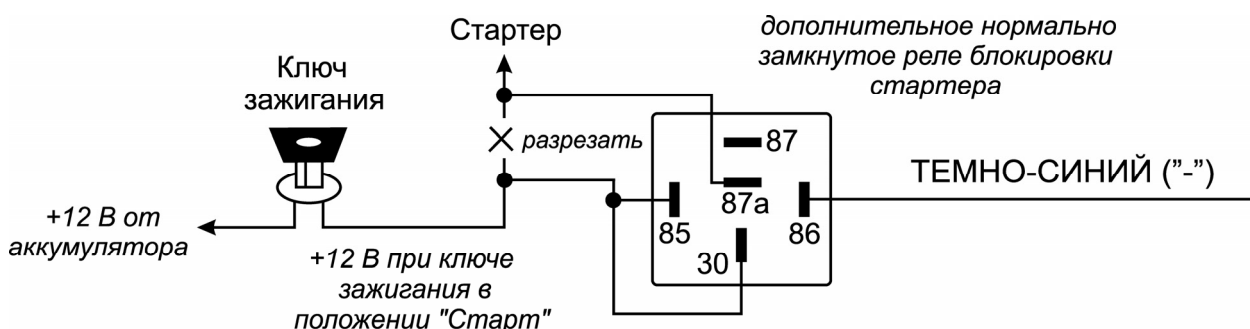 Стартер
дополнительное нормально
замкнутое реле блокировки
стартера
Ключ
зажигания
разрезать
87
87а
85
86
30
ТЕМНО-СИНИЙ ("-")
+12 В от
аккумулятора
+12 В при ключе
зажигания в
положении "Старт"